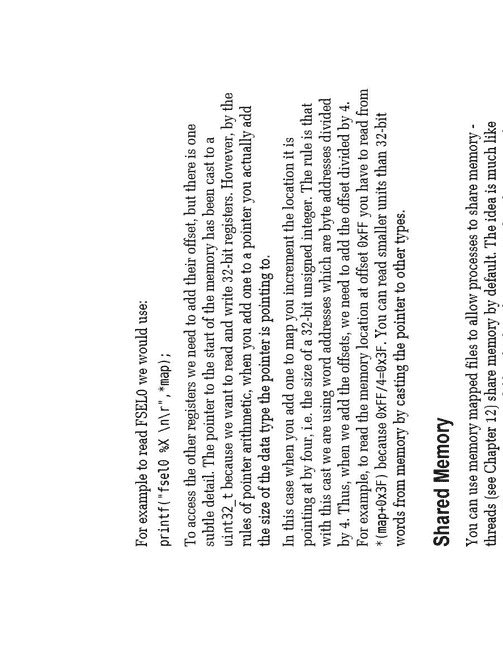 For example to read FSEL0 we would use:
printf("fsel0 %X \n\r",*map);
To access the other registers we need to add their offset, but there is one
subtle detail. The pointer to the start of the memory has been cast to a
uint32_t because we want to read and write 32-bit registers. However, by the
rules of pointer arithmetic, when you add one to a pointer you actually add
the size of the data type the pointer is pointing to.
In this case when you add one to map you increment the location it is
pointing at by four, i.e. the size of a 32-bit unsigned integer. The rule is that
with this cast we are using word addresses which are byte addresses divided
by 4. Thus, when we add the offsets, we need to add the offset divided by 4.
For example, to read the memory location at offset 0xFF you have to read from
*(map+0x3F) because 0xFF/4=0x3F. You can read smaller units than 32-bit
words from memory by casting the pointer to other types.
Shared Memory
You can use memory mapped files to allow processes to share memory -
threads (see Chapter 12) share memory by default. The idea is much like